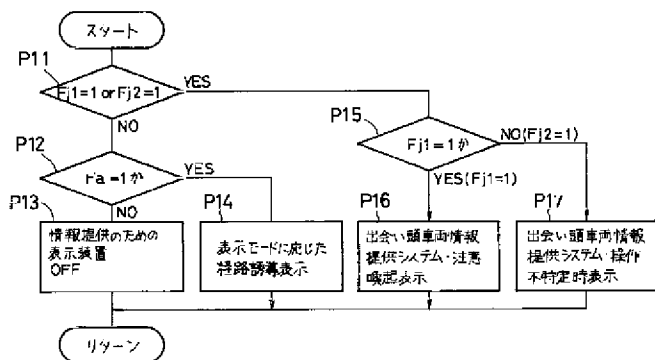 スタート
P11
Fj1=1 or Fj2=1
YES
NO
P12
Fa=1か
YES
NO
P13
情報提供のための
表示装置
OFF
P14
表示モードに応じた
経路誘導表示
P15
Fj1=1か
NO(Fj2=1)
YES(Fj1=1)
P16
出会い頭車両情報
提供システム・注意
喚起表示
P17
出会い頭車両情報
提供システム・操作
不特定時表示
リターン